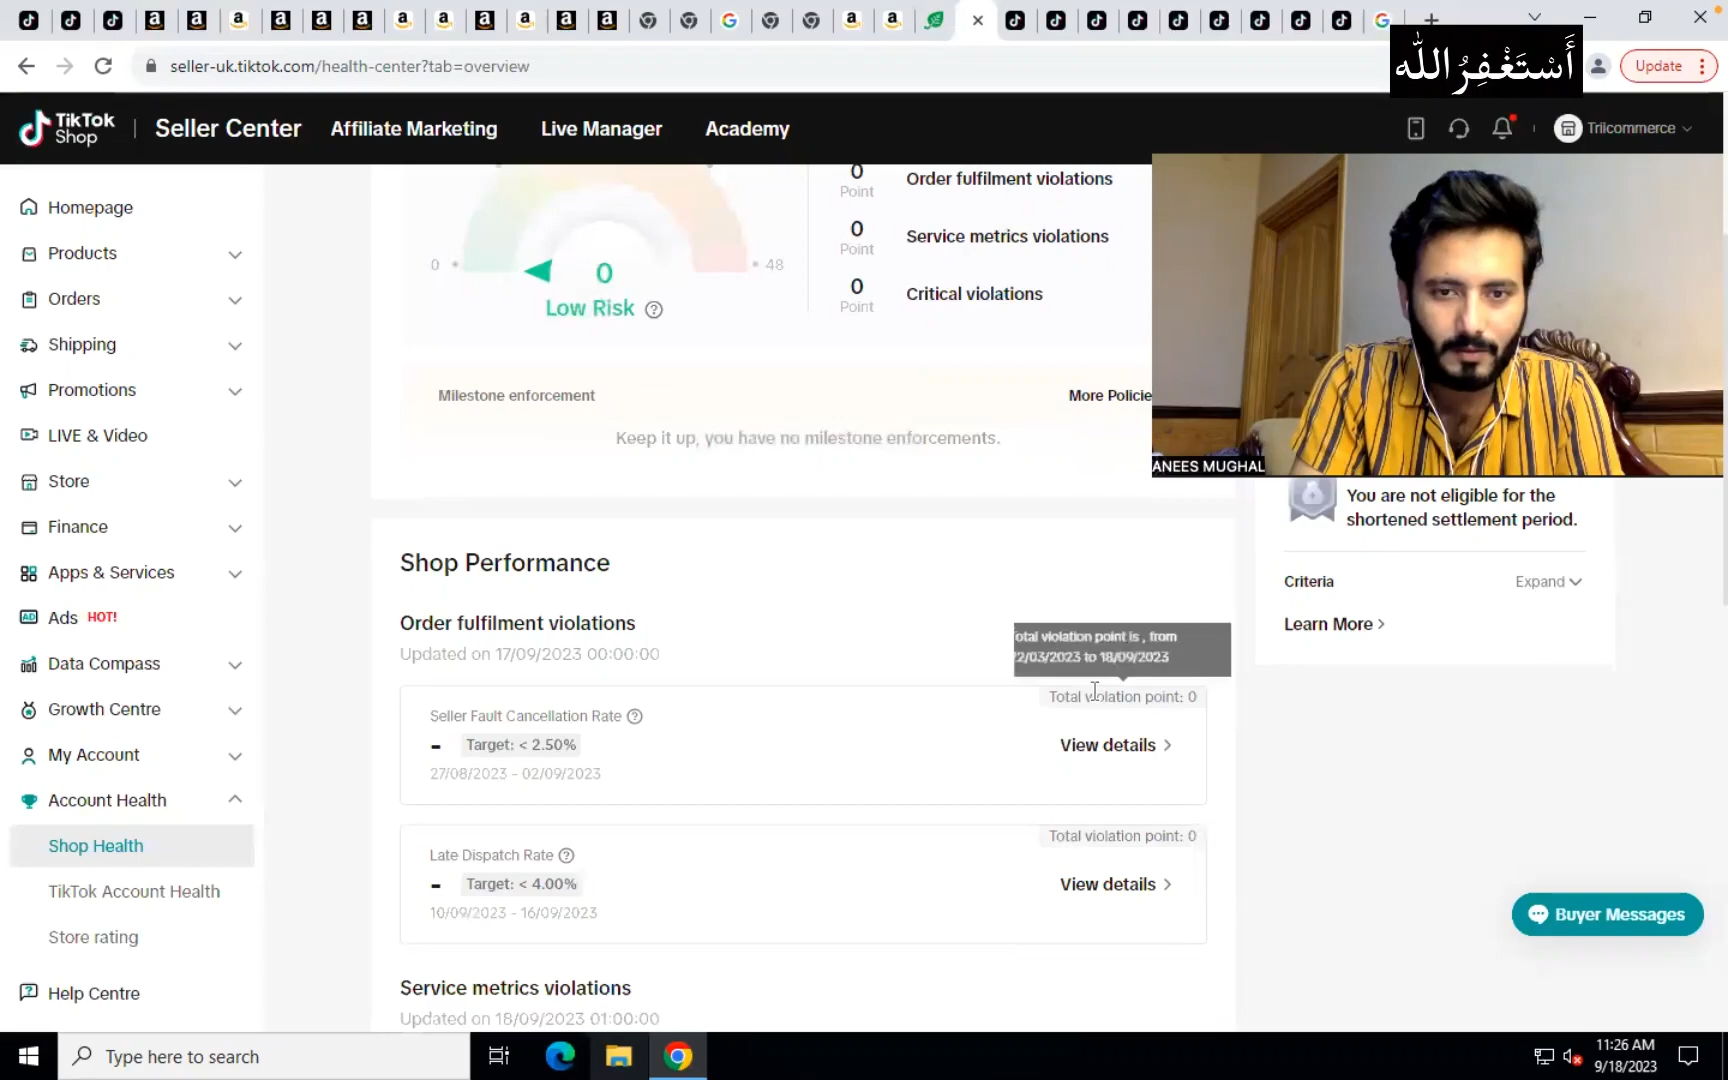 seller-uk.tiktok.com/health-center?tab=overview
أَسْتَغْفِرُ اللّٰه
Update
TikTok Shop
Seller Center
Affiliate Marketing
Live Manager
Academy
Triicommerce
Homepage
Products
Orders
Shipping
Promotions
LIVE & Video
Store
Finance
Apps & Services
Ads HOT!
Data Compass
Growth Centre
My Account
Account Health
Shop Health
TikTok Account Health
Store rating
Help Centre
0
48
0
Low Risk
0 Point Order fulfilment violations
0 Point Service metrics violations
0 Point Critical violations
Milestone enforcement
More Policie
Keep it up, you have no milestone enforcements.
ANEES MUGHAL
You are not eligible for the
shortened settlement period.
Criteria
Expand
Learn More
Shop Performance
Order fulfilment violations
Updated on 17/09/2023 00:00:00
otal violation point is , from
2/03/2023 to 18/09/2023
Total violation point: 0
Seller Fault Cancellation Rate
- Target: < 2.50%
View details
27/08/2023 - 02/09/2023
Total violation point: 0
Late Dispatch Rate
- Target: < 4.00%
View details
10/09/2023 - 16/09/2023
Service metrics violations
Updated on 18/09/2023 01:00:00
Buyer Messages
Type here to search
11:26 AM
9/18/2023